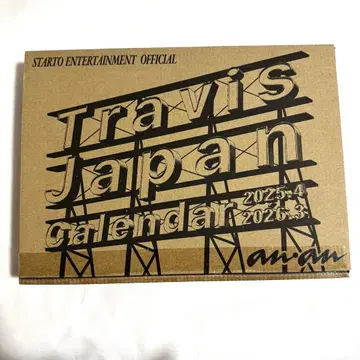 STARTO ENTERTAINMENT OFFICIAL
Travis
Japan
Calendar 2025.4
2026.3
an·an